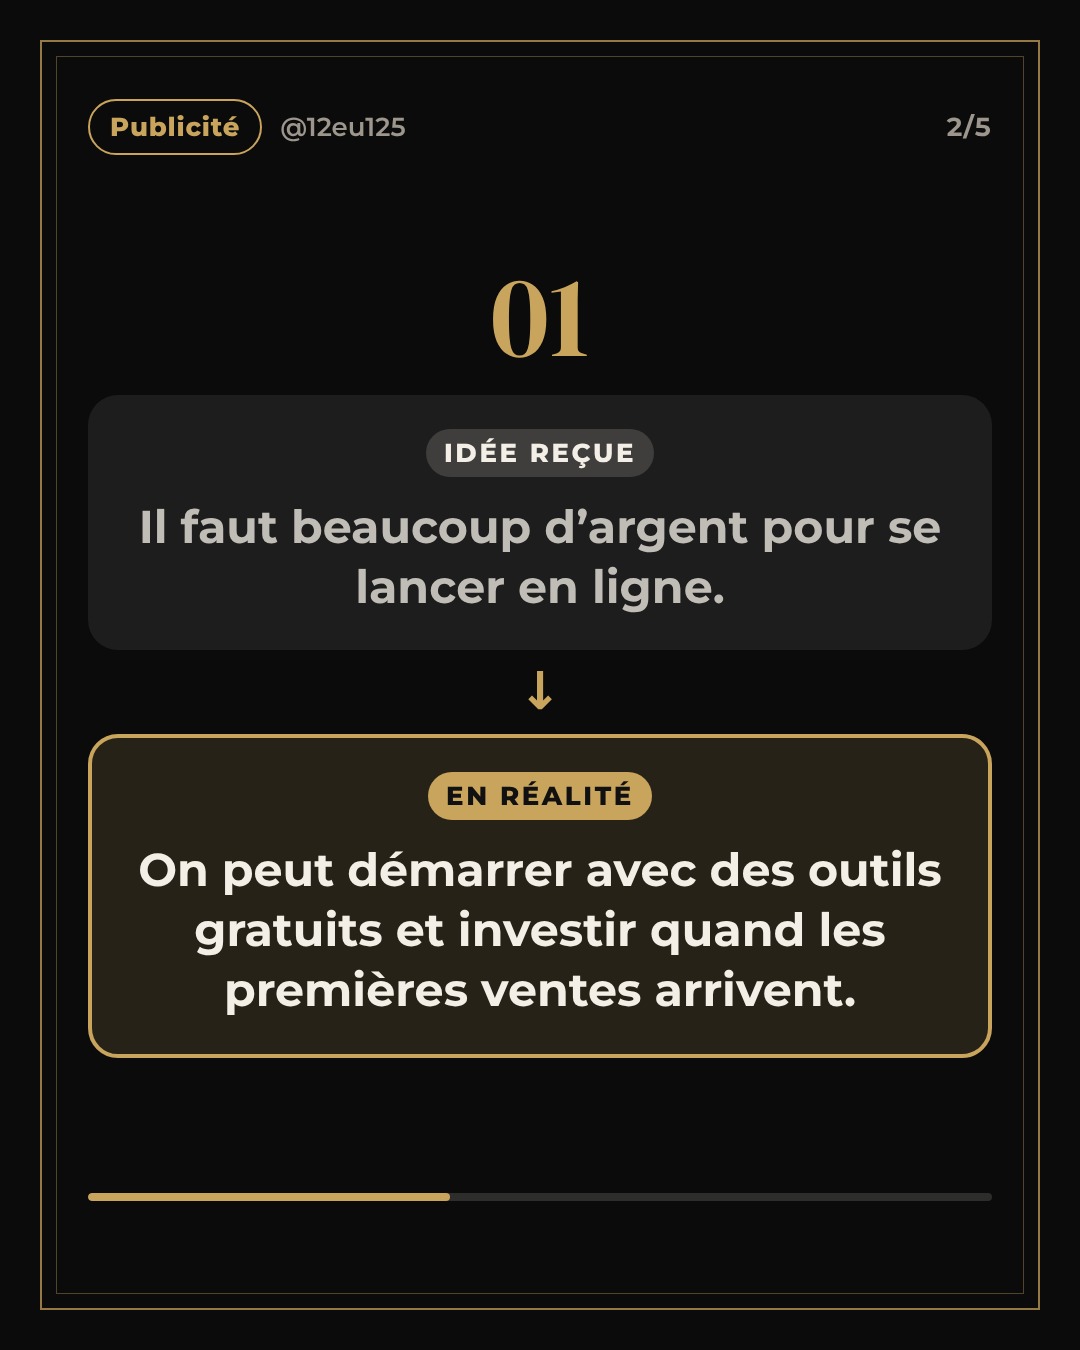 Publicité @12eu125 2/5
01
IDÉE REÇUE
Il faut beaucoup d’argent pour se
lancer en ligne.
↓
EN RÉALITÉ
On peut démarrer avec des outils
gratuits et investir quand les
premières ventes arrivent.